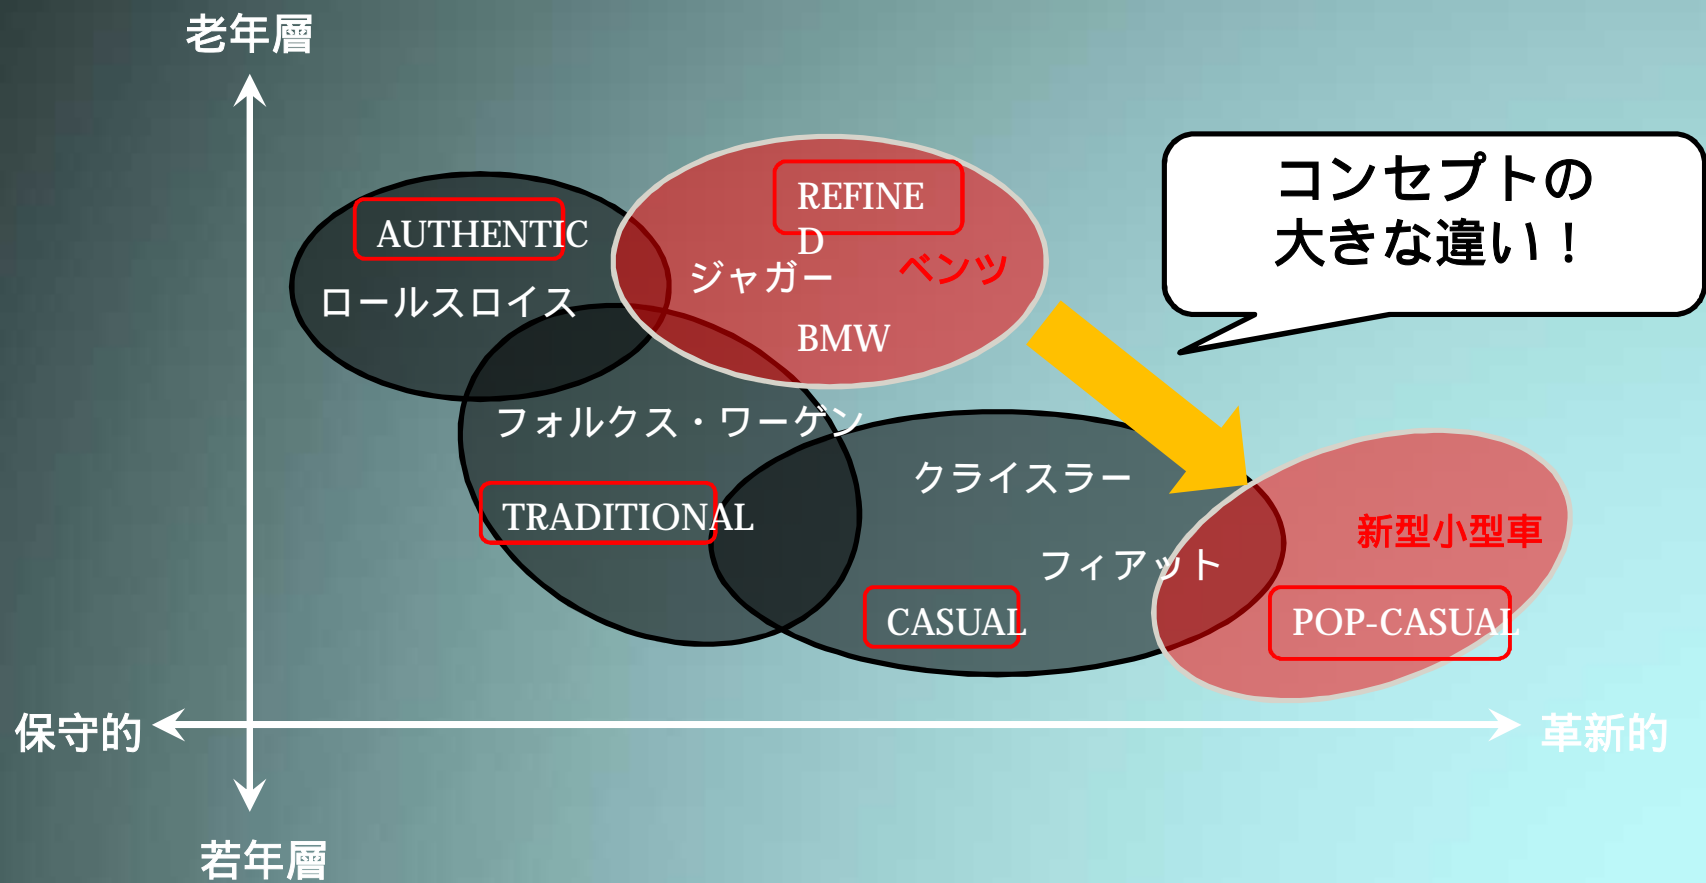 老年層
コンセプトの
大きな違い！
REFINE
D
AUTHENTIC
ジャガー
ベンツ
ロールスロイス
BMW
フォルクス・ワーゲン
クライスラー
TRADITIONAL
新型小型車
フィアット
CASUAL
POP-CASUAL
保守的
革新的
若年層